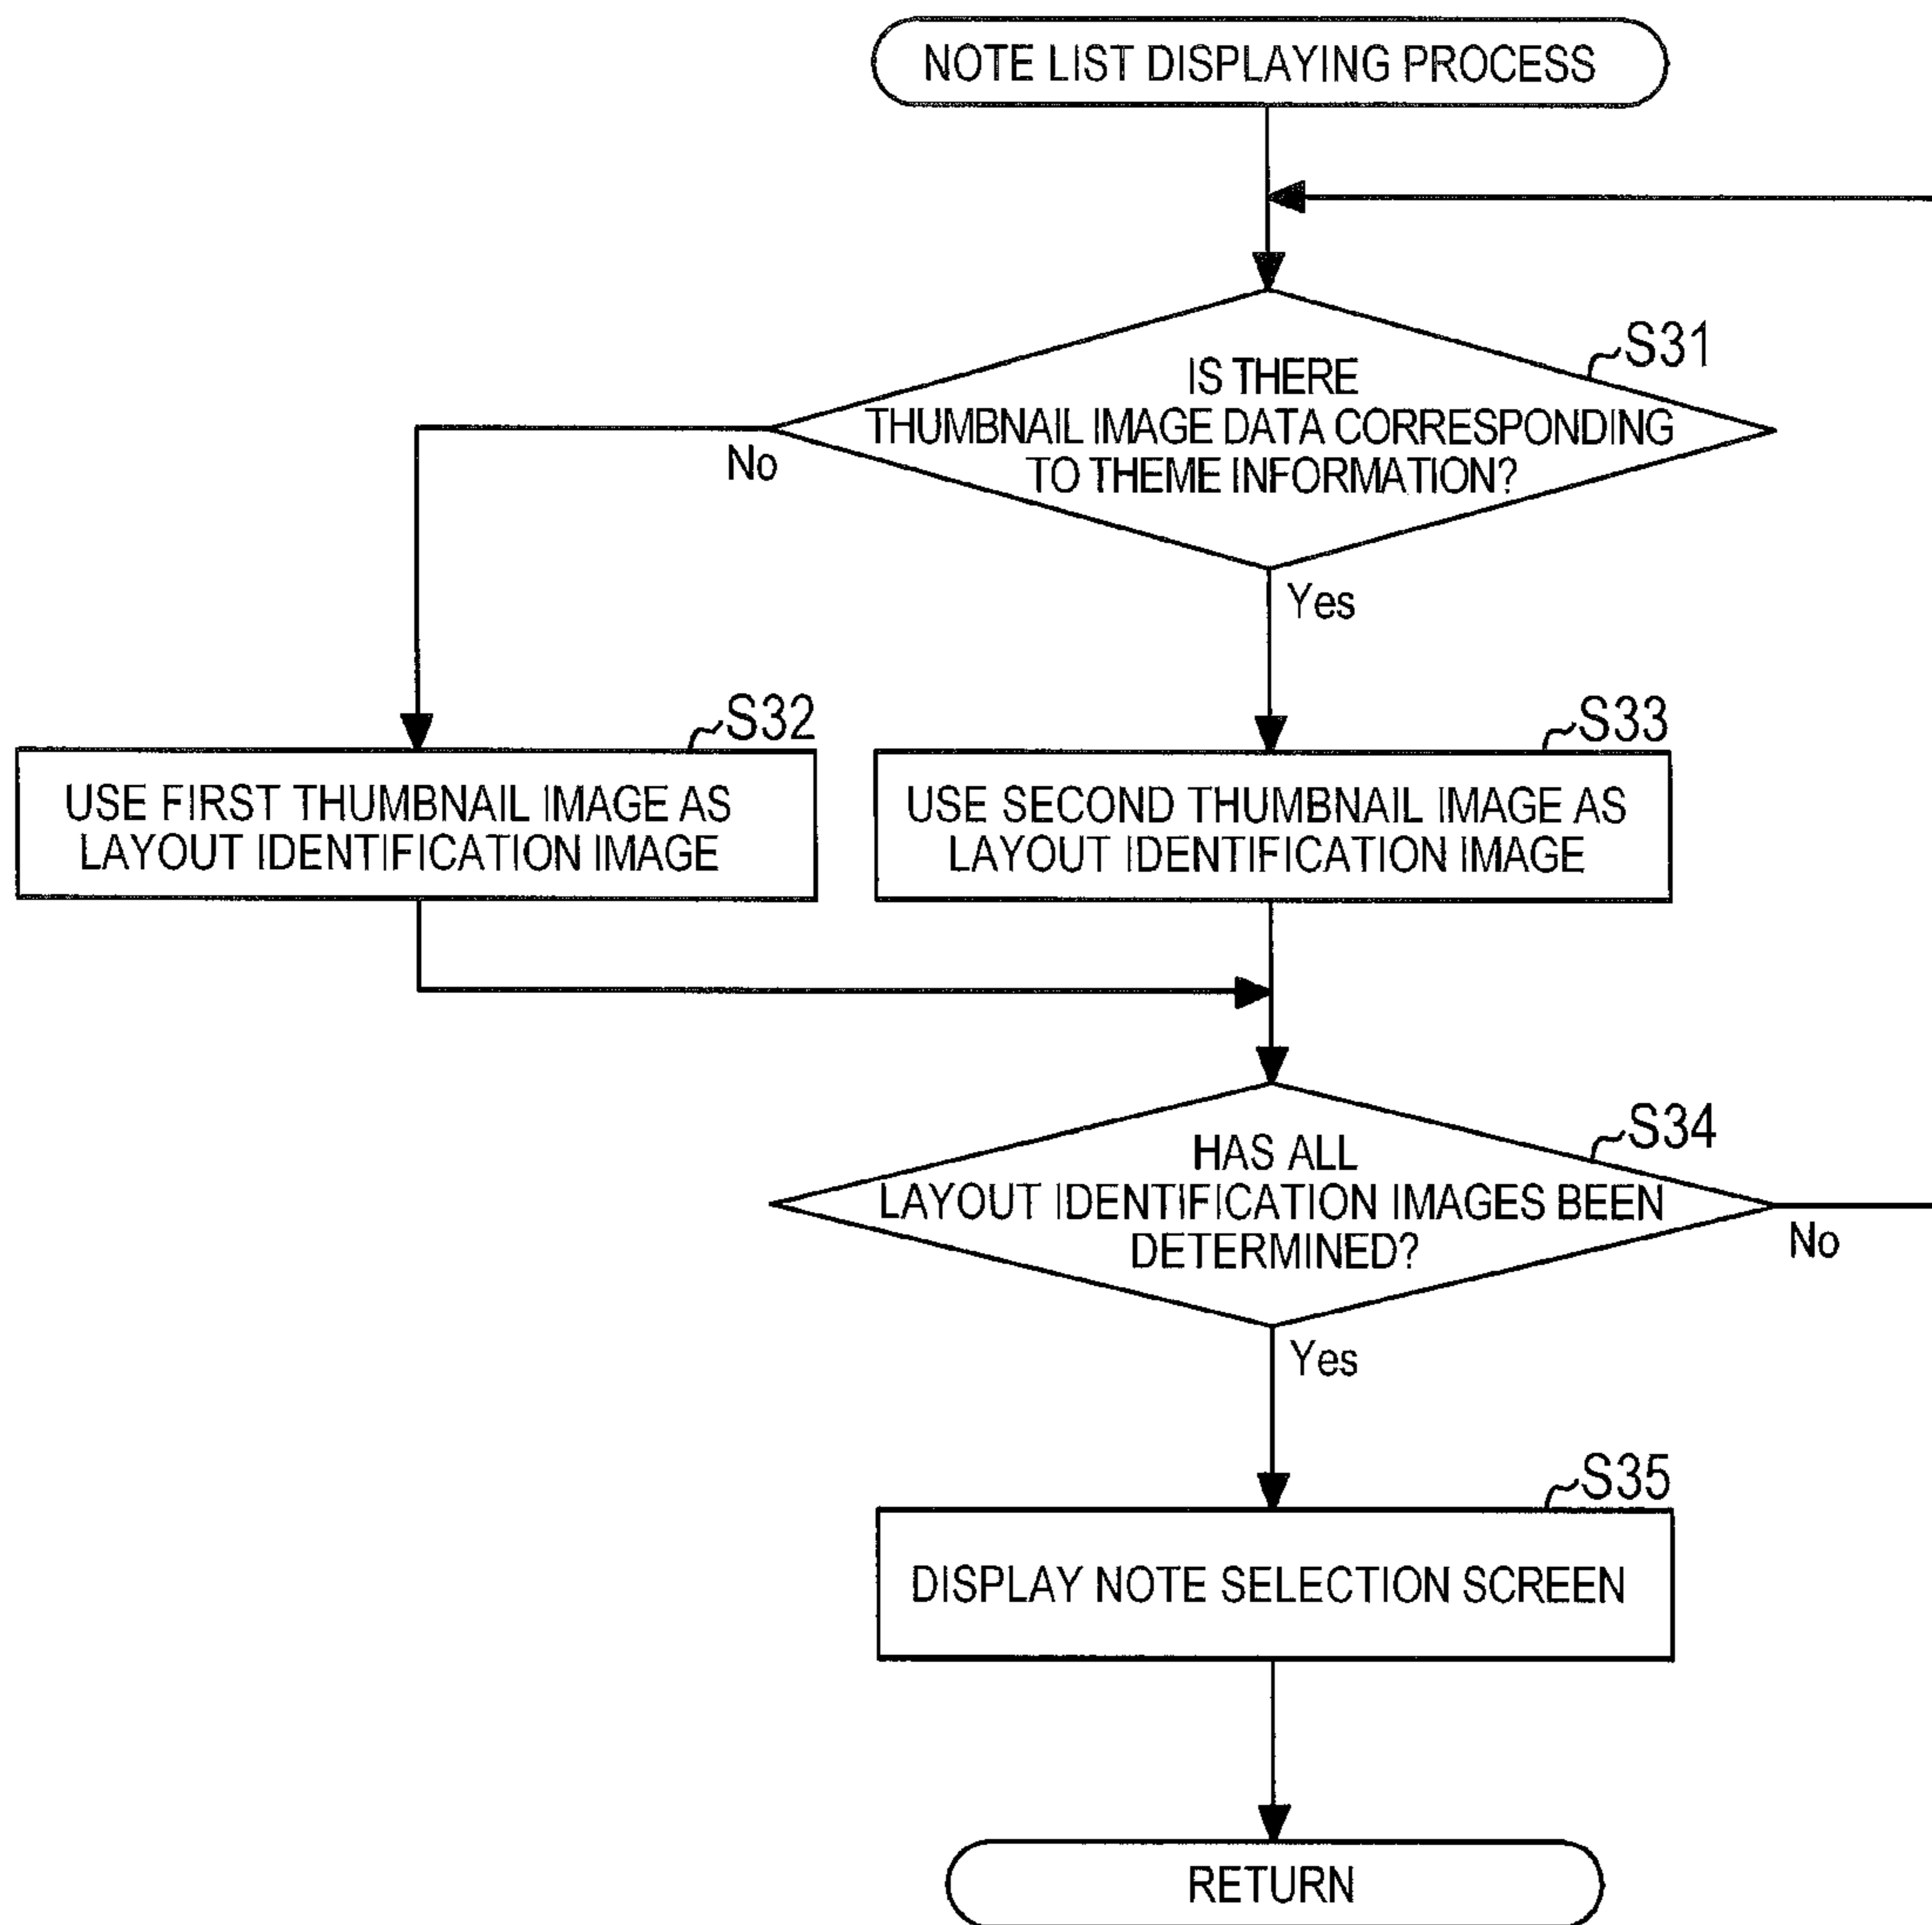 NOTE LIST DISPLAYING PROCESS
S31
IS THERE
THUMBNAIL IMAGE DATA CORRESPONDING
TO THEME INFORMATION?
No
Yes
S32
USE FIRST THUMBNAIL IMAGE AS
LAYOUT IDENTIFICATION IMAGE
S33
USE SECOND THUMBNAIL IMAGE AS
LAYOUT IDENTIFICATION IMAGE
S34
HAS ALL
LAYOUT IDENTIFICATION IMAGES BEEN
DETERMINED?
No
Yes
S35
DISPLAY NOTE SELECTION SCREEN
RETURN